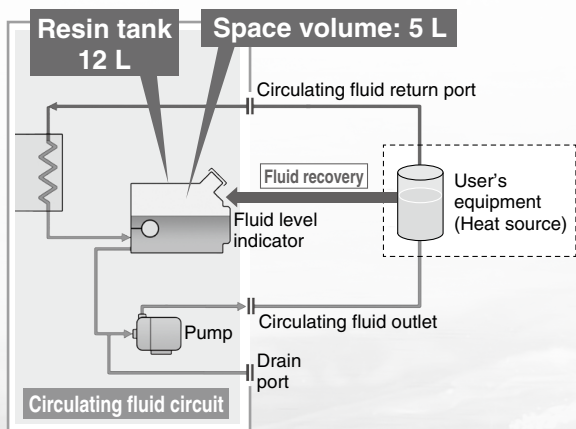 Resin tank
12 L
Space volume: 5 L
Circulating fluid return port
Fluid recovery
User's
equipment
(Heat source)
Fluid level
indicator
Pump
Circulating fluid outlet
Drain
port
Circulating fluid circuit